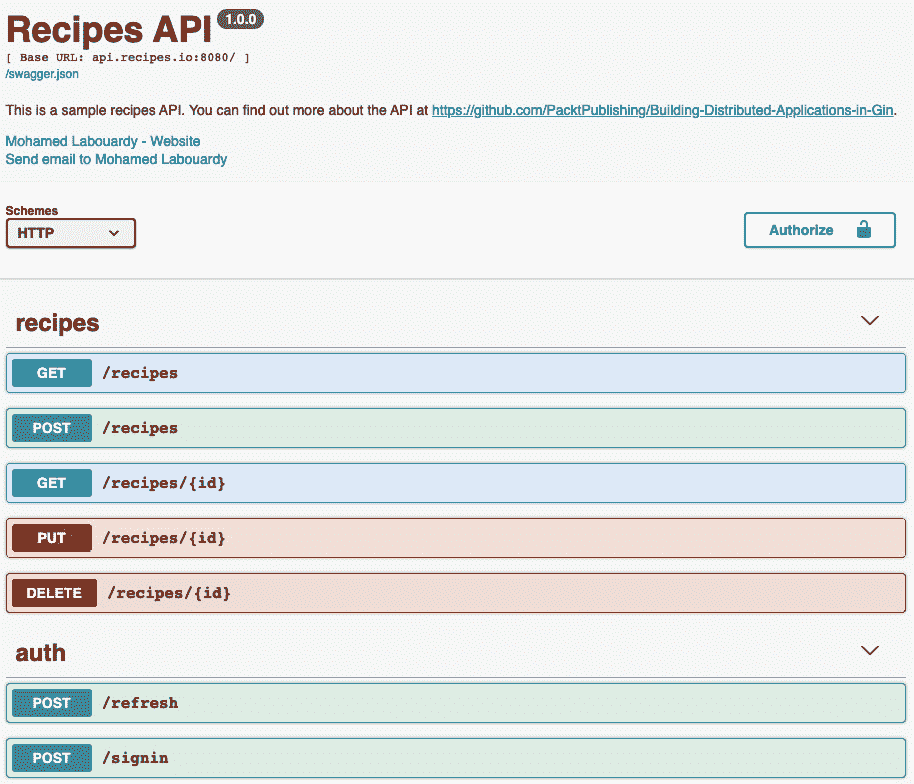 Recipes API 1.0.0
[ Base URL: api.recipes.io:8080/ ]
/swagger.json
This is a sample recipes API. You can find out more about the API at https://github.com/PacktPublishing/Building-Distributed-Applications-in-Gin.
Mohamed Labouardy - Website
Send email to Mohamed Labouardy
Schemes
HTTP
Authorize
recipes
GET /recipes
POST /recipes
GET /recipes/{id}
PUT /recipes/{id}
DELETE /recipes/{id}
auth
POST /refresh
POST /signin